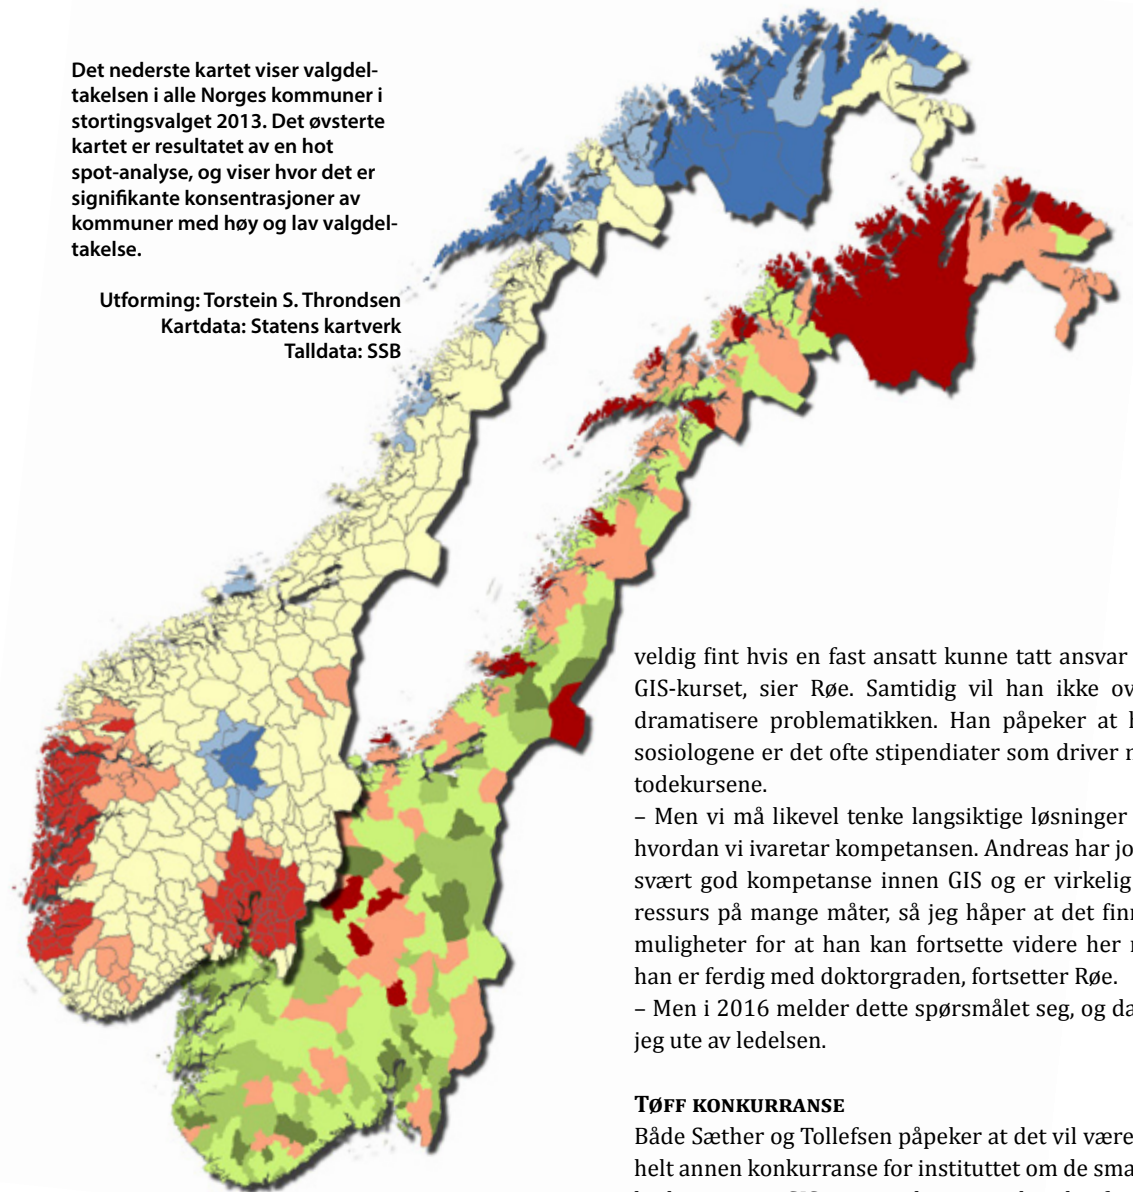 Det nederste kartet viser valgdel-
takelsen i alle Norges kommuner i
stortingsvalget 2013. Det øvsterte
kartet er resultatet av en hot
spot-analyse, og viser hvor det er
signifikante konsentrasjoner av
kommuner med høy og lav valgdel-
takelse.
Utforming: Torstein S. Throndsen
Kartdata: Statens kartverk
Talldata: SSB
veldig fint hvis en fast ansatt kunne tatt ansvar
GIS-kurset, sier Røe. Samtidig vil han ikke ov
dramatisere problematikken. Han påpeker at h
sosiologene er det ofte stipendiater som driver
todekursene.
– Men vi må likevel tenke langsiktige løsninger
hvordan vi ivaretar kompetansen. Andreas har jo
svært god kompetanse innen GIS og er virkelig
ressurs på mange måter, så jeg håper at det fin
muligheter for at han kan fortsette videre her
han er ferdig med doktorgraden, fortsetter Røe.
– Men i 2016 melder dette spørsmålet seg, og da
jeg ute av ledelsen.
TØFF KONKURRANSE
Både Sæther og Tollefsen påpeker at det vil være
helt annen konkurranse for instituttet om de sma